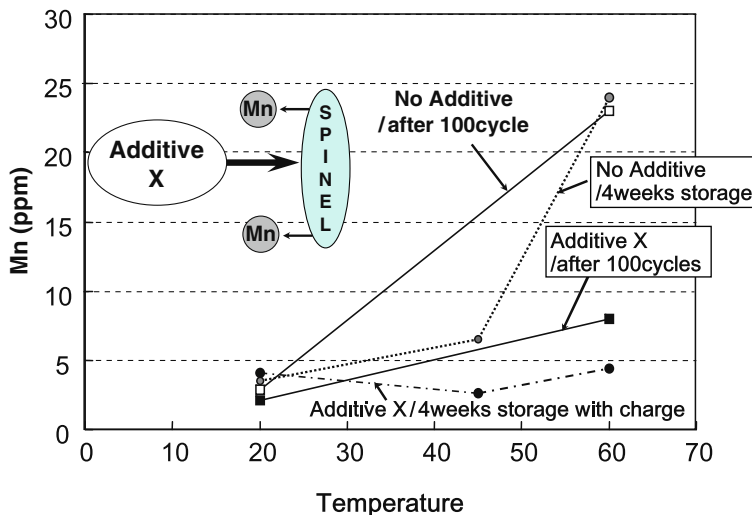 30
25
20
15
10
5
0
Mn (ppm)
0 10 20 30 40 50 60 70
Temperature
Additive
X
Mn
Mn
S
P
I
N
E
L
No Additive
/after 100cycle
No Additive
/4weeks storage
Additive X
/after 100cycles
Additive X/4weeks storage with charge